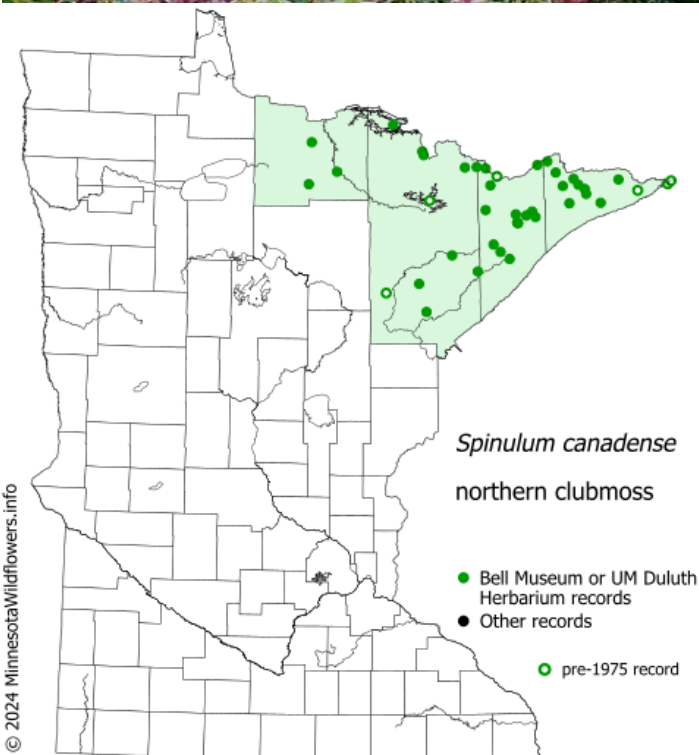 Spinulum canadense
northern clubmoss
Bell Museum or UM Duluth
Herbarium records
Other records
pre-1975 record
© 2024 MinnesotaWildflowers.info